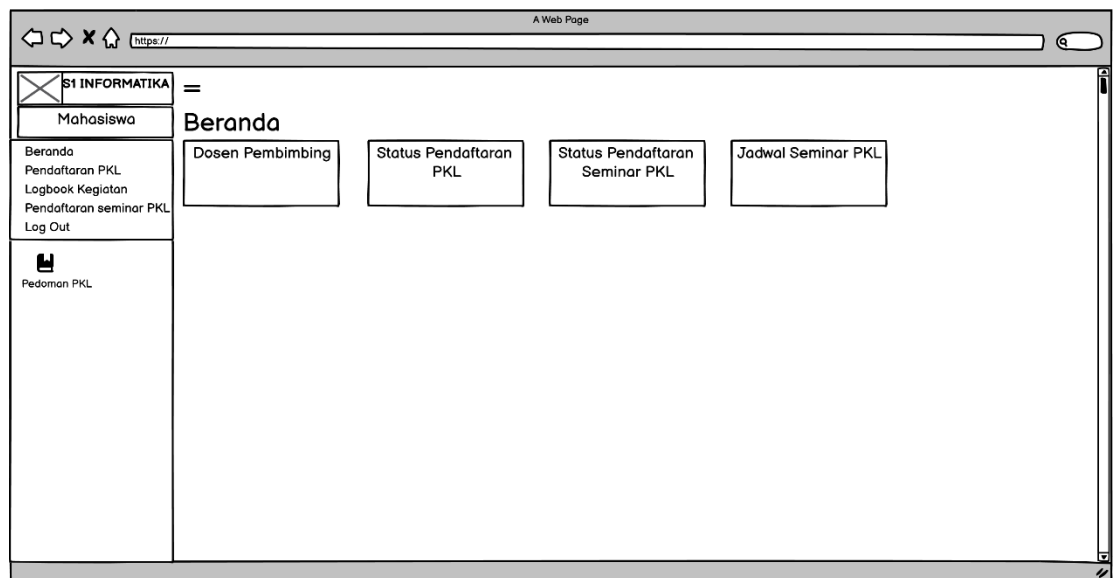 A Web Page
https://
S1 INFORMATIKA
Mahasiswa
Beranda
Pendaftaran PKL
Logbook Kegiatan
Pendaftaran seminar PKL
Log Out
Pedoman PKL
Beranda
Dosen Pembimbing
Status Pendaftaran
PKL
Status Pendaftaran
Seminar PKL
Jadwal Seminar PKL